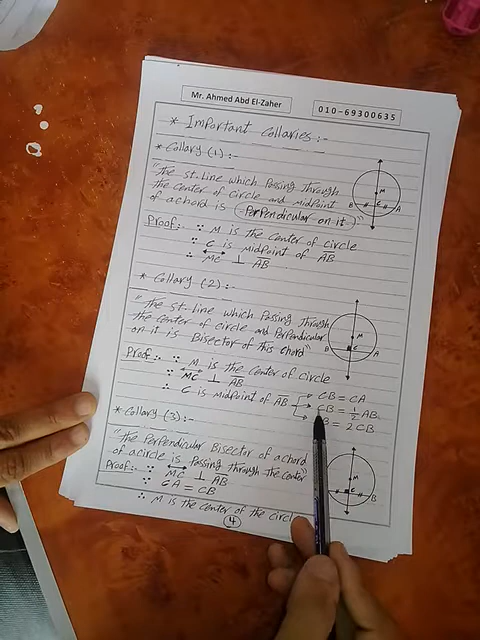 Mr. Ahmed Abd El-Zaher
010-69300635
* Important Collaries:-
* Collary (1):-
"The st.Line which Passing Through
the Center of Circle and midpoint
of a chord is (Perpendicular on it)"
Proof:- ∵ M is the Center of circle
∵ C is midpoint of AB
∴ MC ⊥ AB
M
B C A
* Collary (2):-
"The st.Line which Passing Through
the Center of circle and Perpendicular
on it is Bisector of this chord"
Proof:- ∵ M is the Center of circle
∵ MC ⊥ AB
∴ C is midpoint of AB
CB = CA
CB = 1/2 AB
B = 2 CB
M
B C A
* Collary (3):-
"the Perpendicular Bisector of a chord
of a circle is Passing through the Center"
Proof:- ∵ MC ⊥ AB
∵ CA = CB
∴ M is the Center of the Circl
M
C B
4